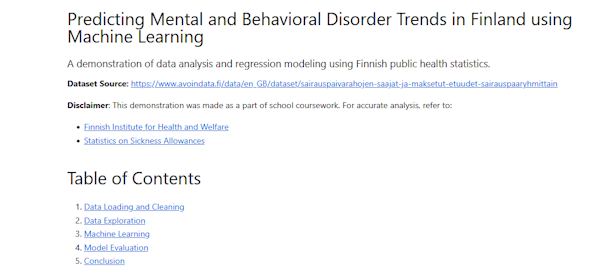 Predicting Mental and Behavioral Disorder Trends in Finland using
Machine Learning
A demonstration of data analysis and regression modeling using Finnish public health statistics.
Dataset Source: https://www.avoindata.fi/data/en_GB/dataset/sairauspaivarahojen-saajat-ja-maksetut-etuudet-sairauspaaryhmittain
Disclaimer: This demonstration was made as a part of school coursework. For accurate analysis, refer to:
• Finnish Institute for Health and Welfare
• Statistics on Sickness Allowances
Table of Contents
1. Data Loading and Cleaning
2. Data Exploration
3. Machine Learning
4. Model Evaluation
5. Conclusion